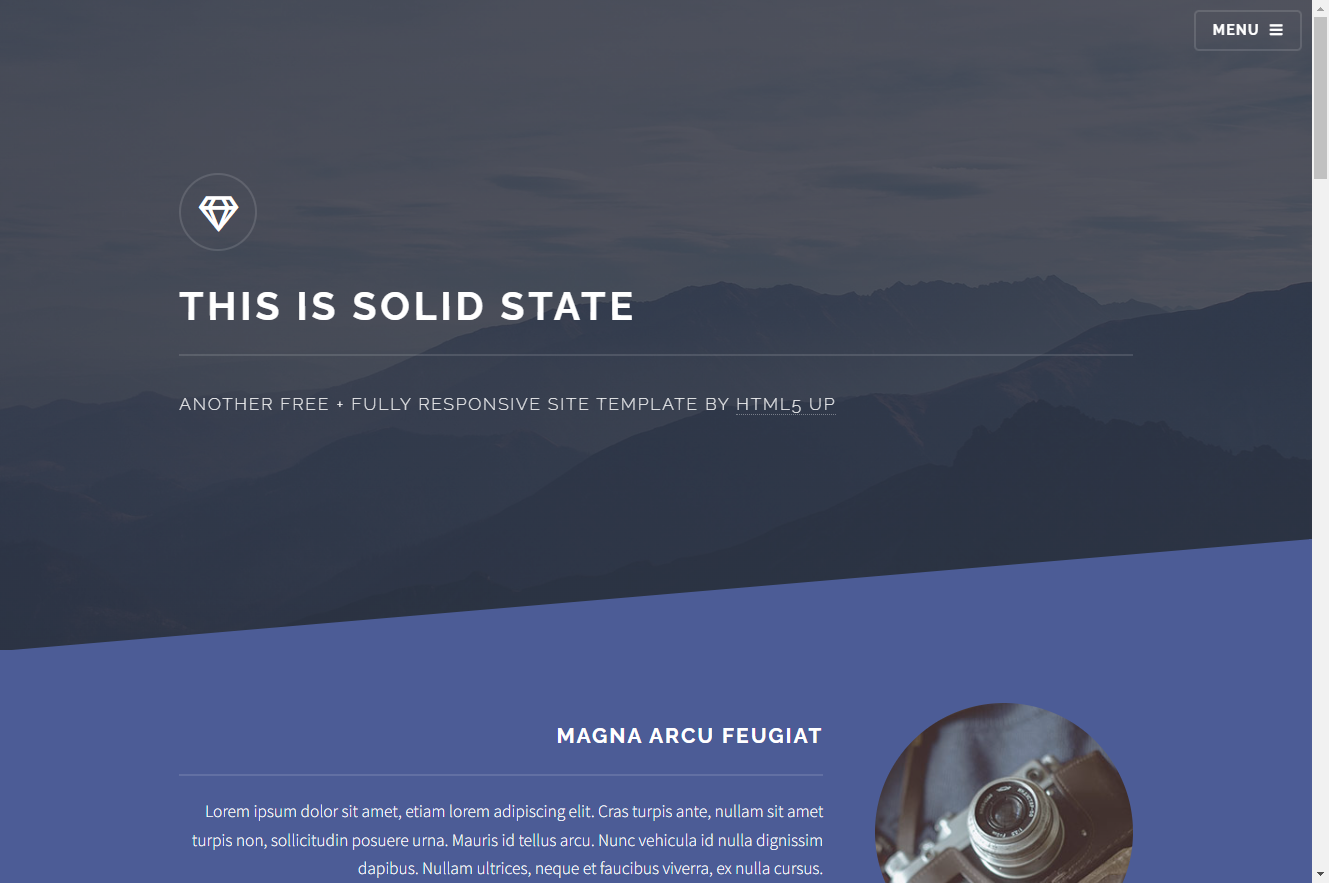 MENU
THIS IS SOLID STATE
ANOTHER FREE + FULLY RESPONSIVE SITE TEMPLATE BY HTML5 UP
MAGNA ARCU FEUGIAT
Lorem ipsum dolor sit amet, etiam lorem adipiscing elit. Cras turpis ante, nullam sit amet
turpis non, sollicitudin posuere urna. Mauris id tellus arcu. Nunc vehicula id nulla dignissim
dapibus. Nullam ultrices, neque et faucibus viverra, ex nulla cursus.